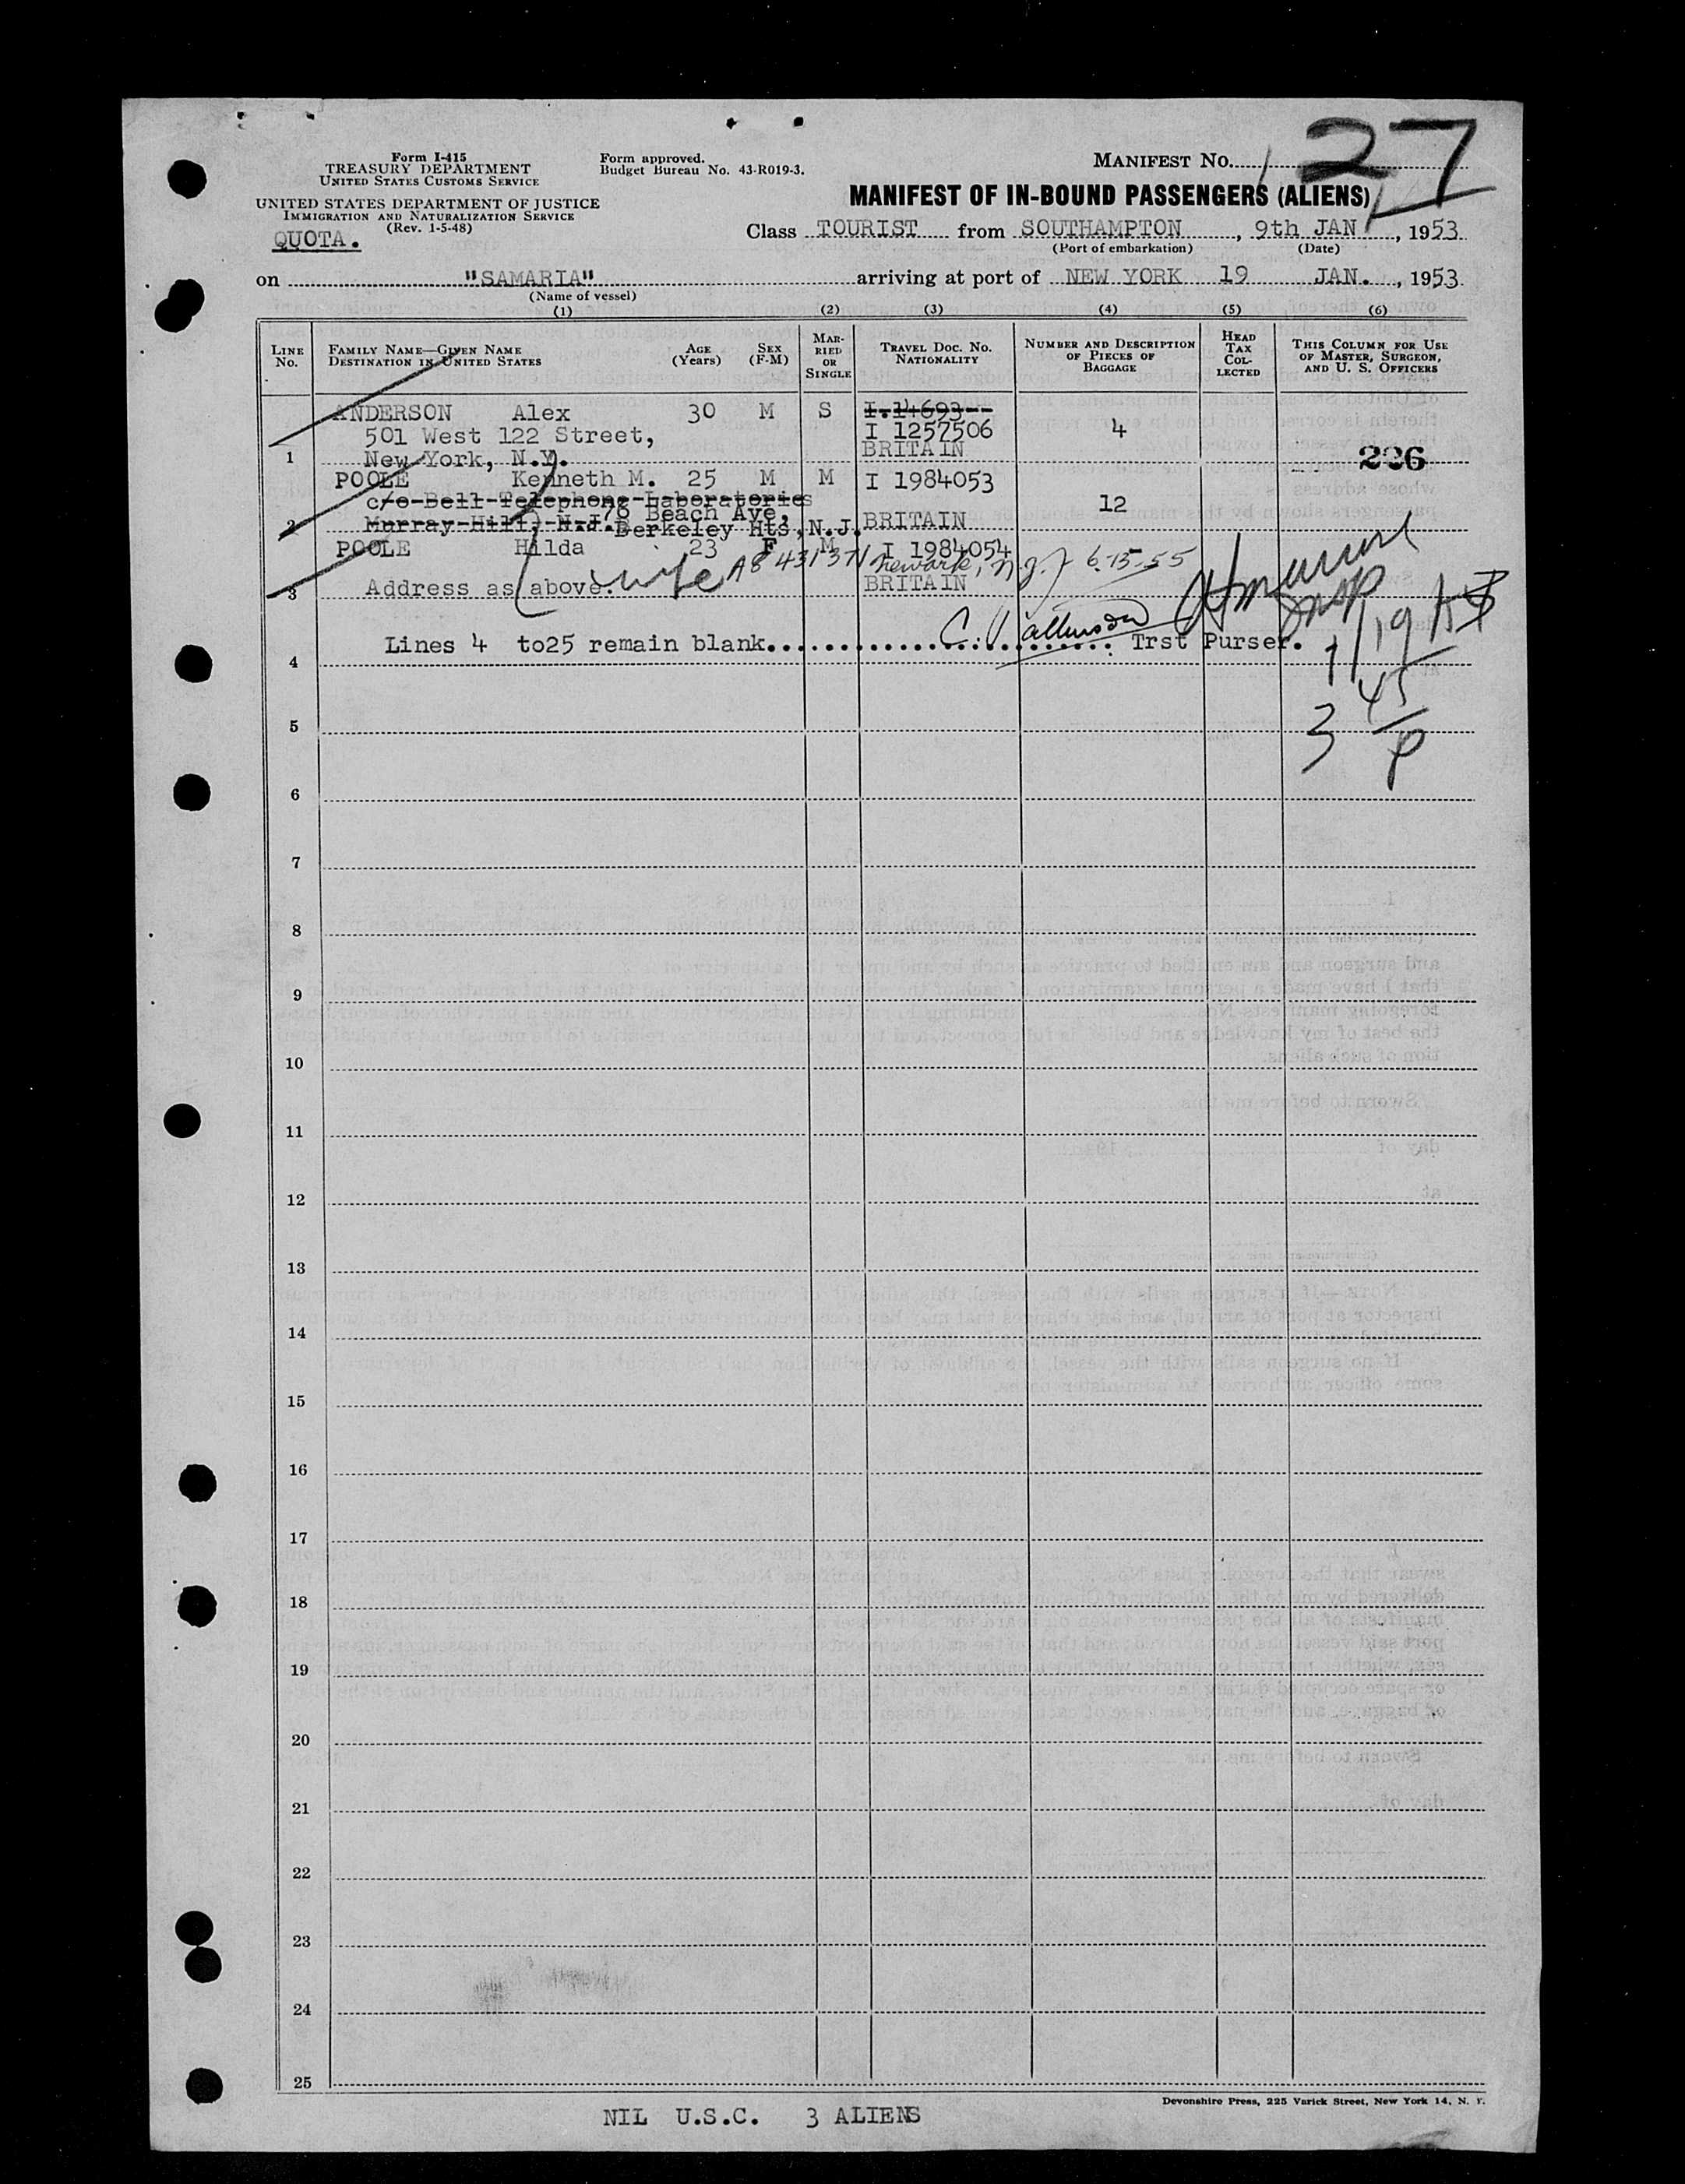 Form I-415
TREASURY DEPARTMENT
UNITED STATES CUSTOMS SERVICE
UNITED STATES DEPARTMENT OF JUSTICE
IMMIGRATION AND NATURALIZATION SERVICE
(Rev. 1-5-48)
QUOTA.
Form approved.
Budget Bureau No. 43-R019-3.
MANIFEST NO. 27
MANIFEST OF IN-BOUND PASSENGERS (ALIENS)
Class TOURIST from SOUTHAMPTON, 9th JAN, 1953
(Port of embarkation) (Date)
on "SAMARIA" arriving at port of NEW YORK 19 JAN., 1953
(Name of vessel)
(1) (2) (3) (4) (5) (6)
LINE No. FAMILY NAME—GIVEN NAME DESTINATION IN UNITED STATES AGE (Years) SEX (F-M) MARRIED OR SINGLE TRAVEL DOC. NO. NATIONALITY NUMBER AND DESCRIPTION OF PIECES OF BAGGAGE HEAD TAX COLLECTED THIS COLUMN FOR USE OF MASTER, SURGEON, AND U. S. OFFICERS
ANDERSON Alex 30 M S I.14693--
501 West 122 Street, I 1257506 4
1 New York, N.Y. BRITAIN 226
POOLE Kenneth M. 25 M M I 1984053
c/o Bell Telephone Laboratories 12
Murray Hill, N.J. 78 Beach Ave,
2 Berkeley Hts, N.J. BRITAIN
POOLE Hilda 23 F M I 1984054
wife A8 431371 Newark, N.J. 6-15-55
3 Address as above. BRITAIN
Insp
1/19/53
Lines 4 to25 remain blank.............................. Trst Purser.
4
3 45/P
5
6
7
8
9
10
11
12
13
14
15
16
17
18
19
20
21
22
23
24
25
Devonshire Press, 225 Varick Street, New York 14, N. Y.
NIL U.S.C. 3 ALIENS